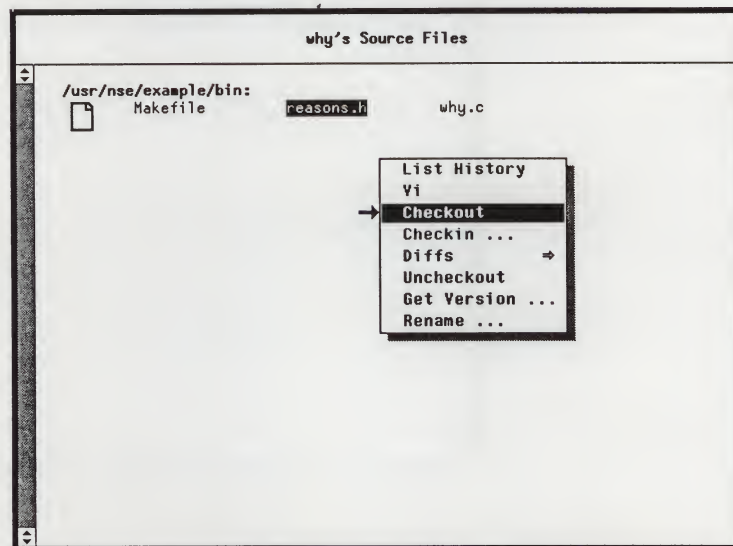 why's Source Files
/usr/nse/example/bin:
Makefile reasons.h why.c
List History
Vi
Checkout
Checkin ...
Diffs ⇒
Uncheckout
Get Version ...
Rename ...